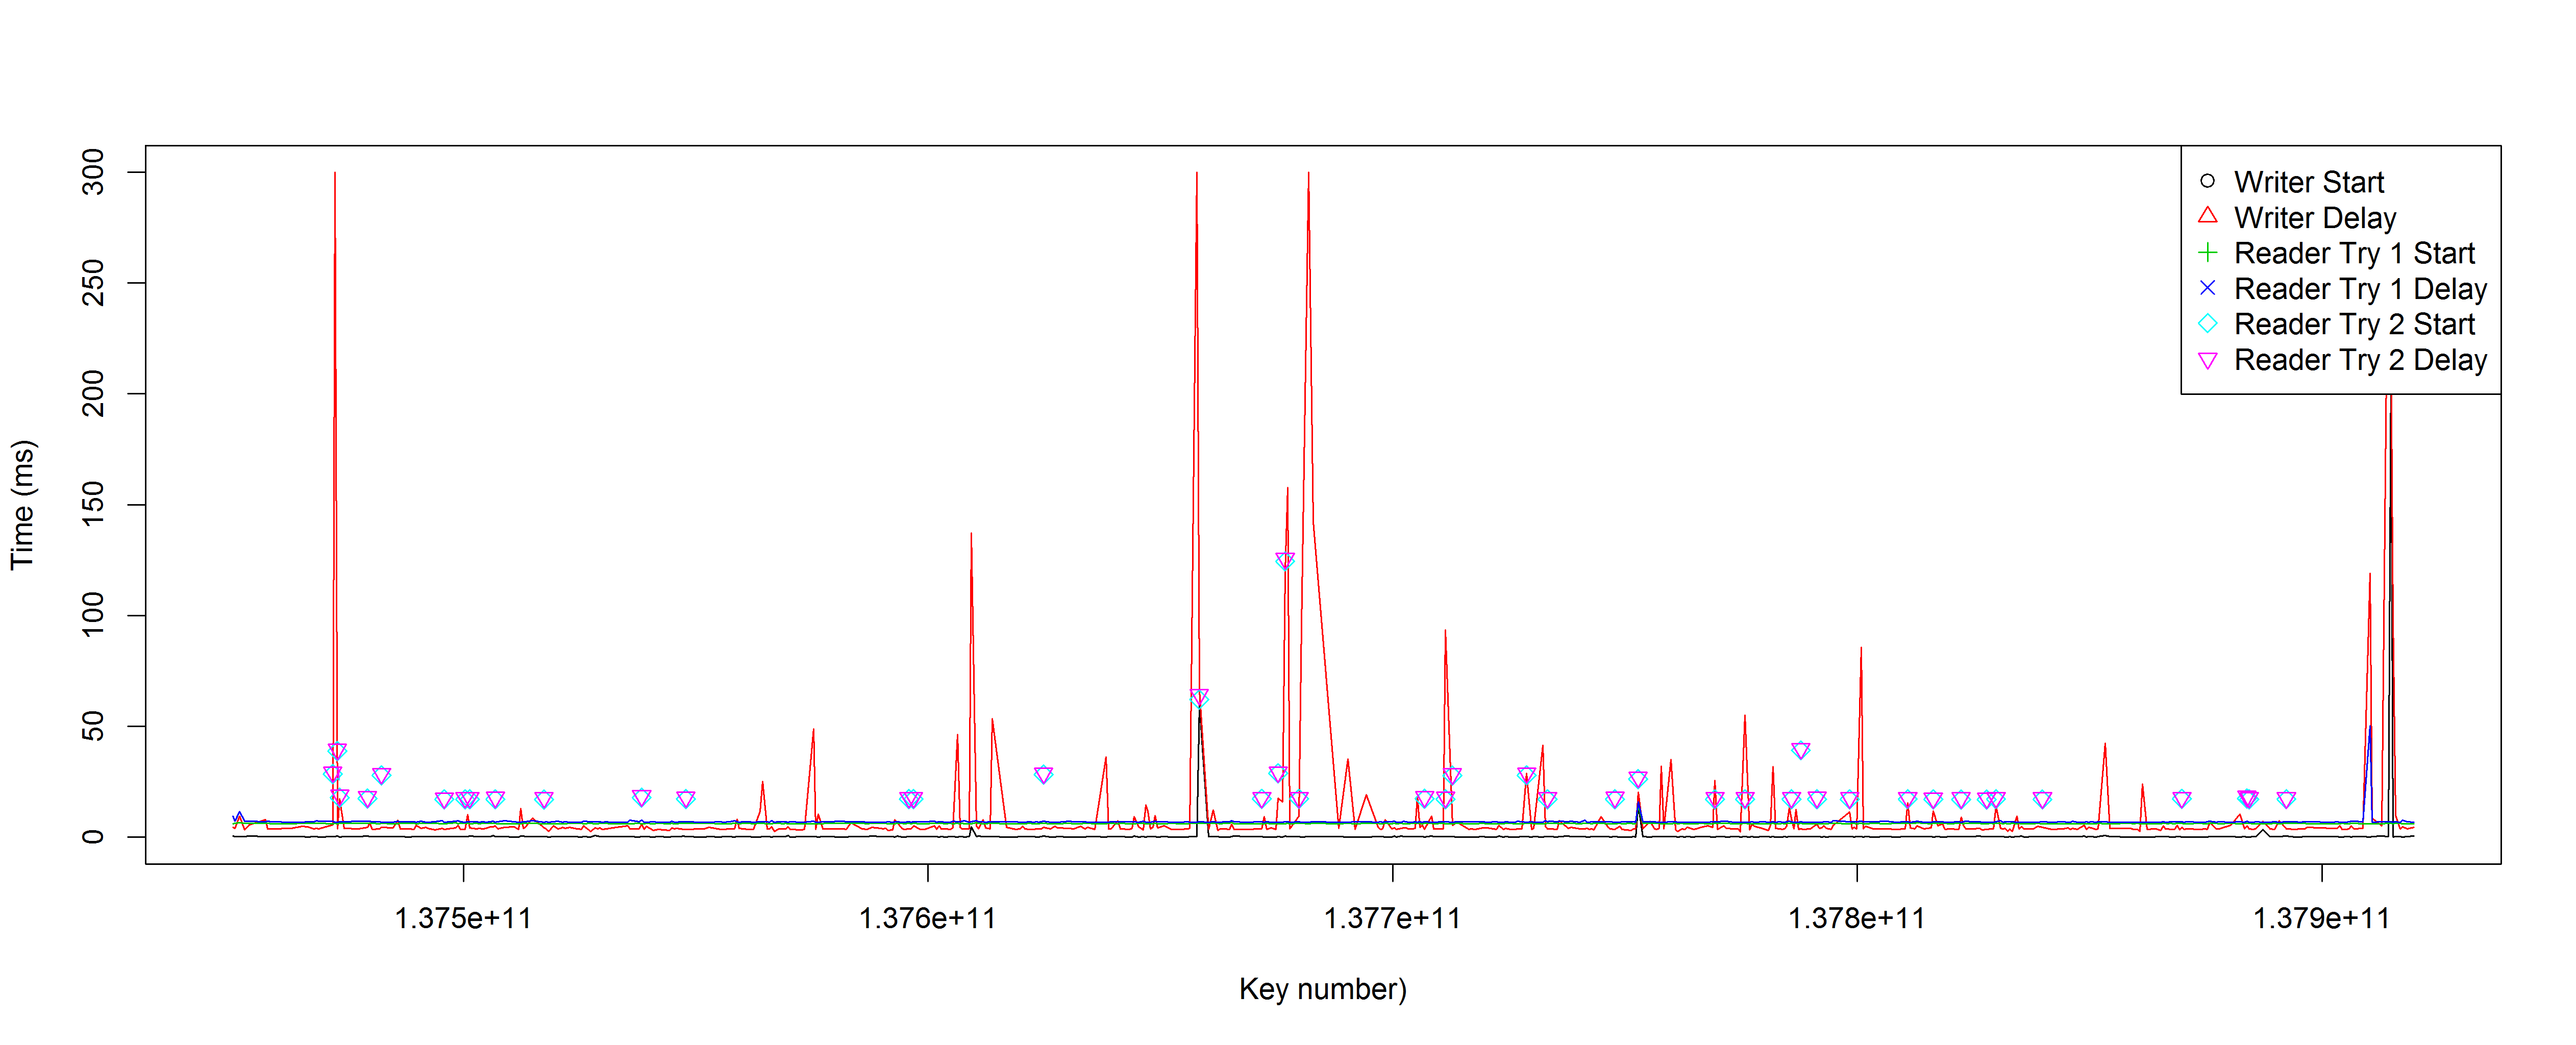 300
250
200
150
100
50
0
Time (ms)
Writer Start
Writer Delay
Reader Try 1 Start
Reader Try 1 Delay
Reader Try 2 Start
Reader Try 2 Delay
1.375e+11 1.376e+11 1.377e+11 1.378e+11 1.379e+11
Key number)